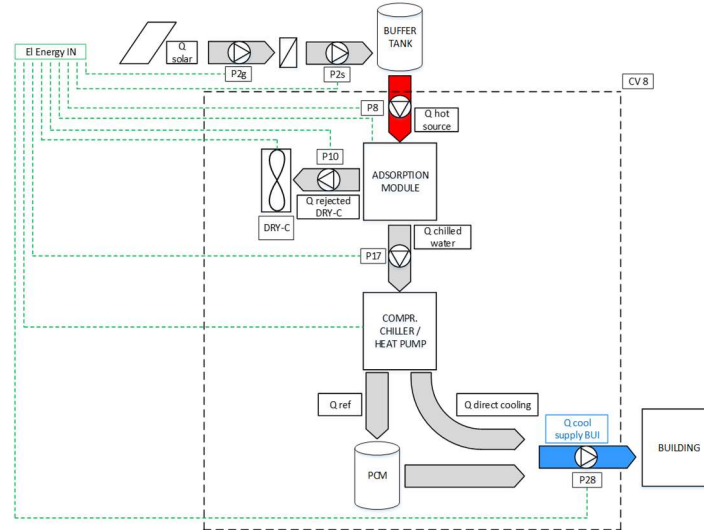 El Energy IN
Q
solar
P2g
P2s
BUFFER
TANK
CV 8
P8
Q hot
source
P10
ADSORPTION
MODULE
Q rejected
DRY-C
DRY-C
Q chilled
water
P17
COMPR.
CHILLER /
HEAT PUMP
Q ref
Q direct cooling
Q cool
supply BUI
BUILDING
PCM
P28